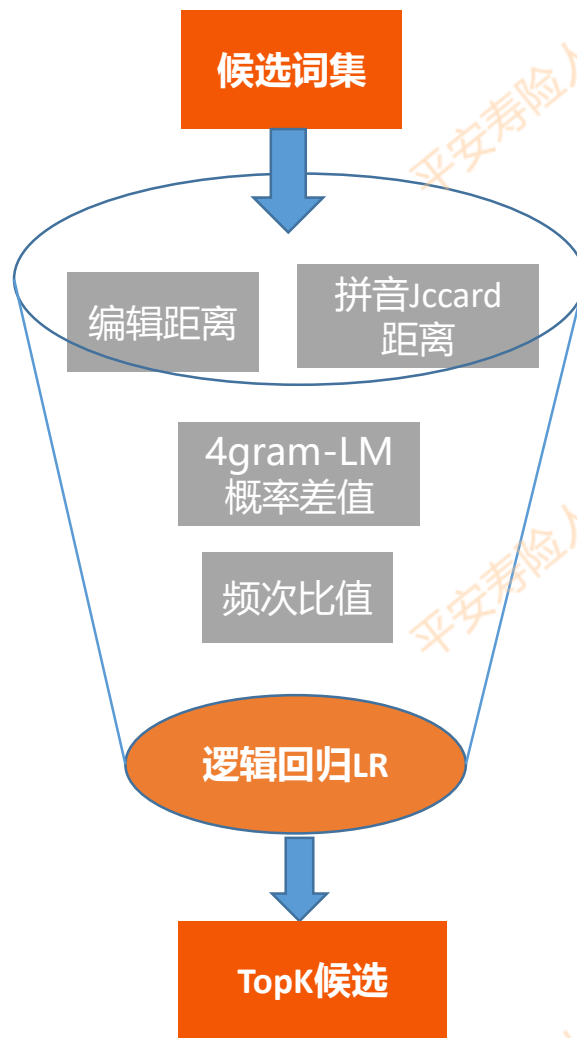 候选词集
平安寿险人
编辑距离
拼音Jccard
距离
4gram-LM
概率差值
频次比值
平安寿险人
逻辑回归LR
TopK候选